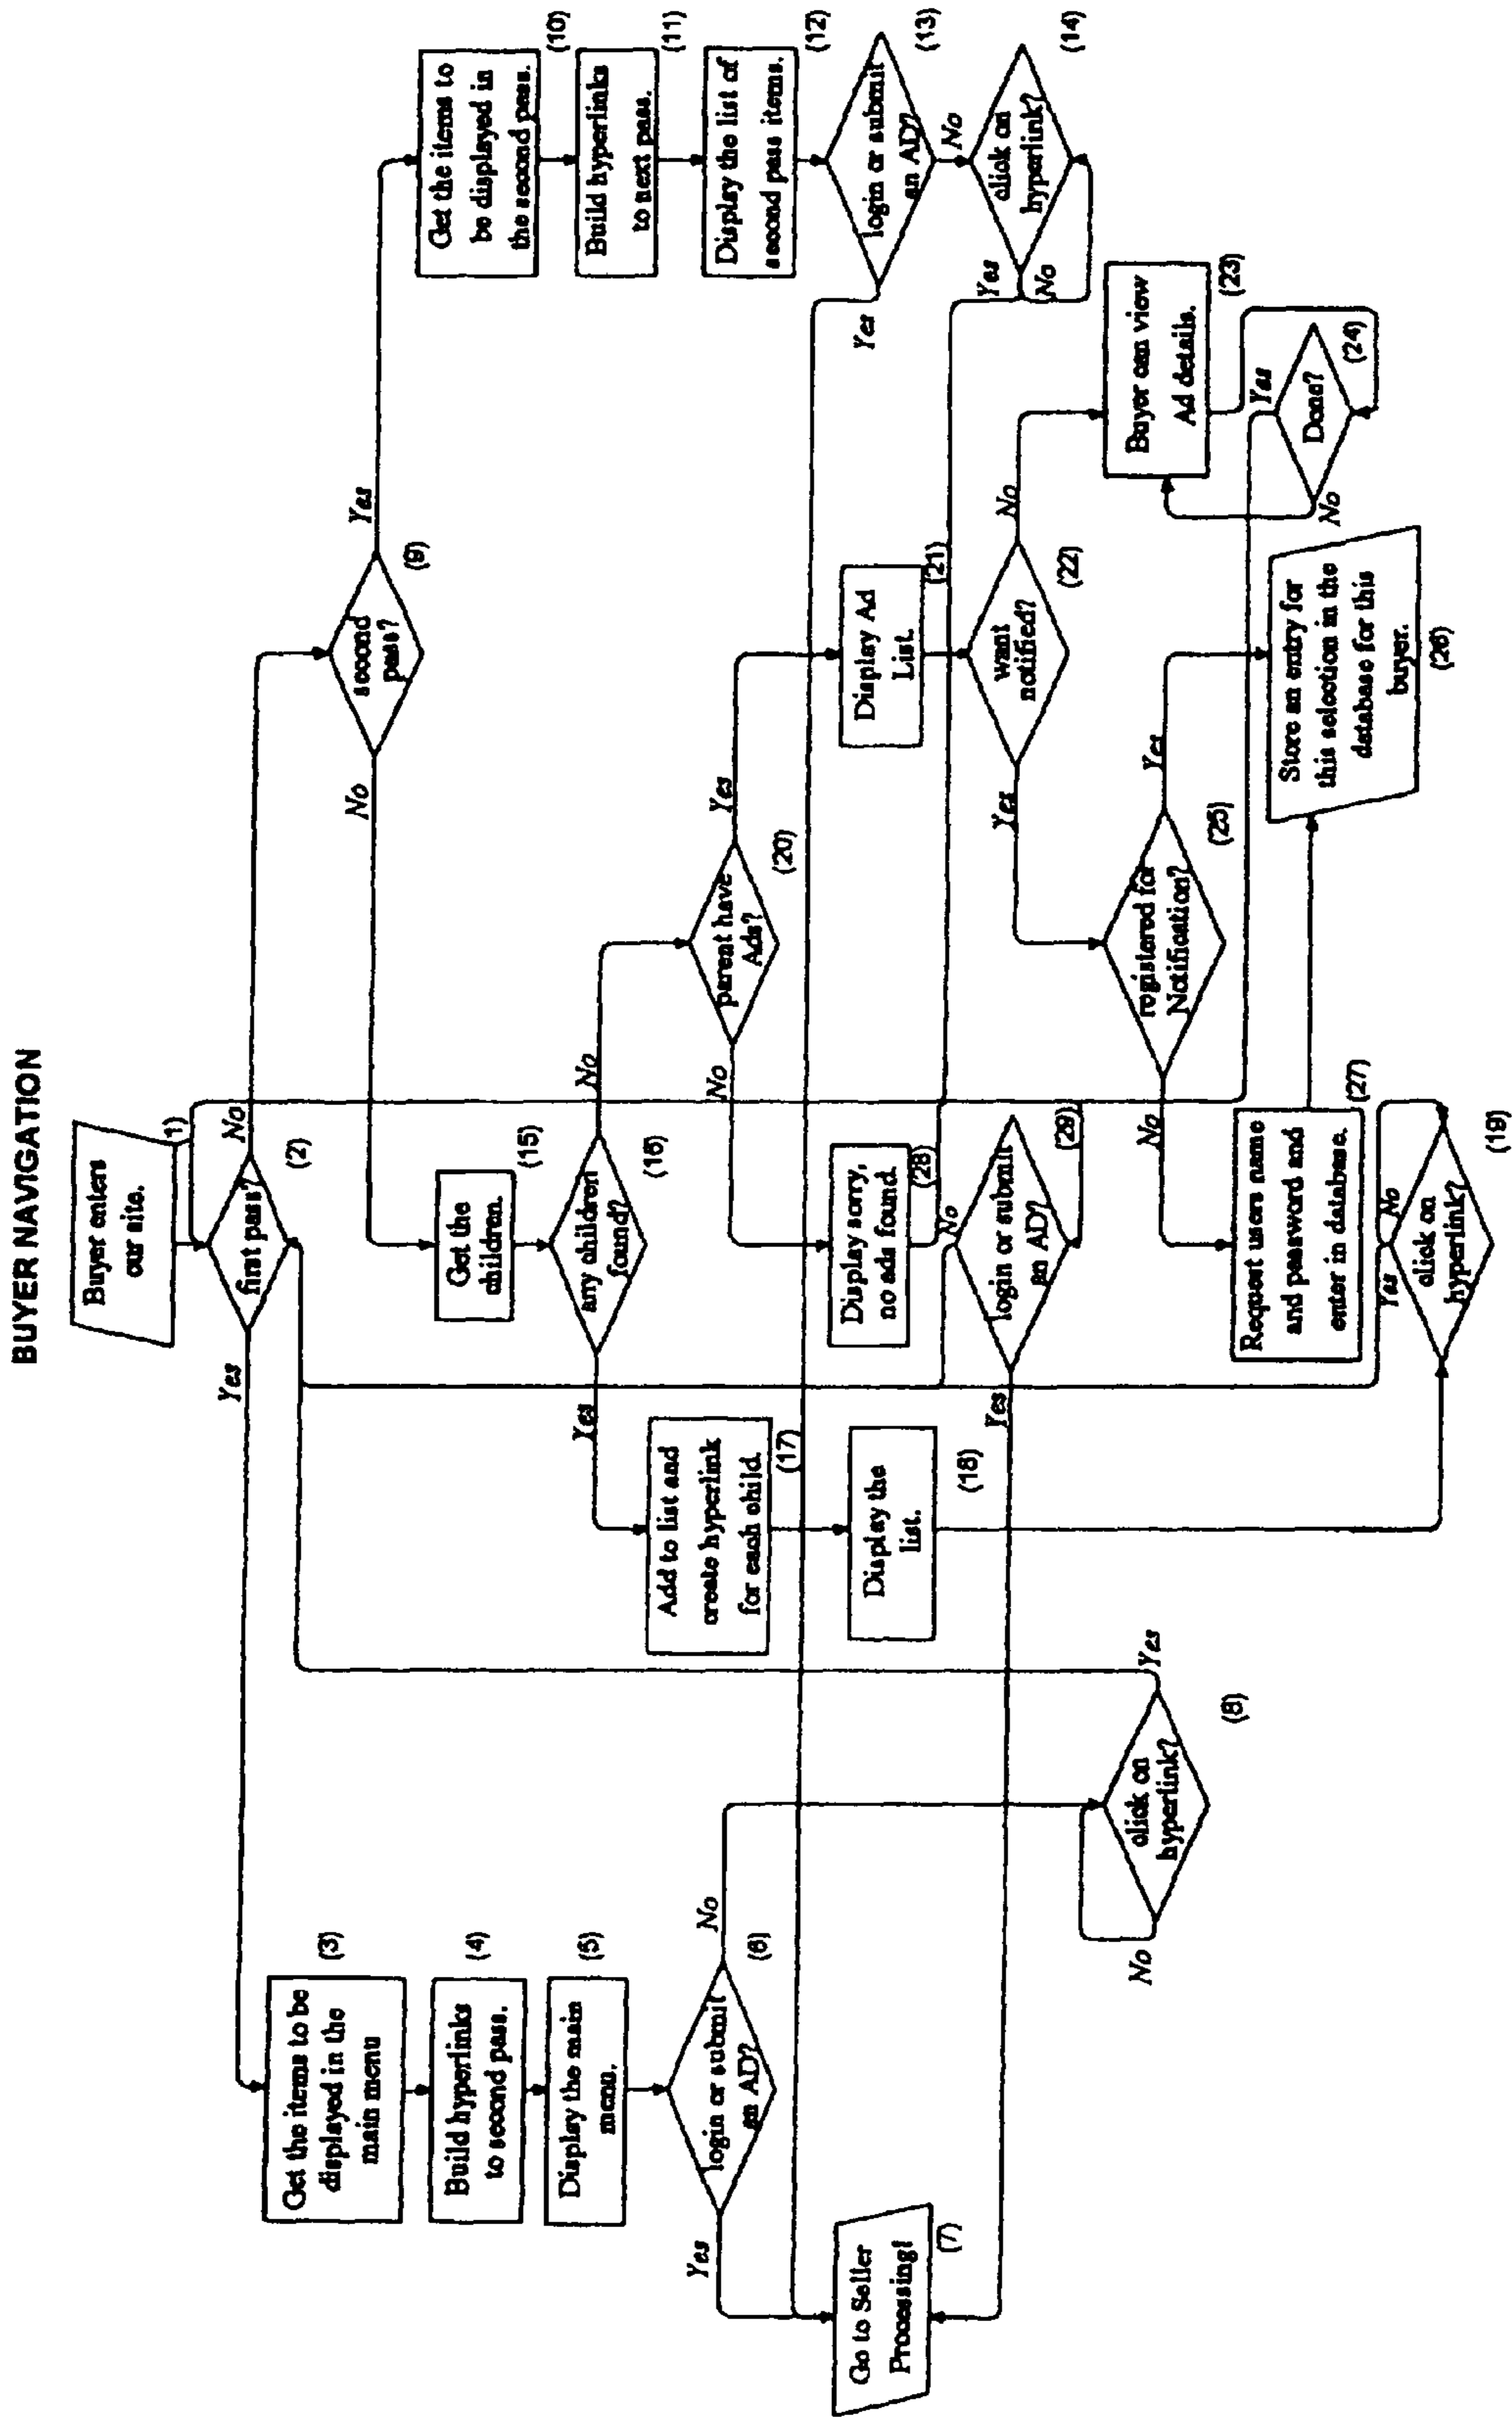 BUYER NAVIGATION
Buyer enters
our site.
1)
first pass?
(2)
Yes
No
Get the items to be
displayed in the
main menu
(3)
Build hyperlinks
to second pass.
(4)
Display the main
menu.
(5)
login or submit
an AD?
(6)
Yes
No
Go to Seller
Processing!
(7)
click on
hyperlink?
(8)
No
Yes
second
pass?
(9)
No
Yes
Get the items to
be displayed in
the second pass.
(10)
Build hyperlinks
to next pass.
(11)
Display the list of
second pass items.
(12)
login or submit
an AD?
(13)
Yes
No
click on
hyperlink?
(14)
Yes
No
Get the
children.
(15)
any children
found?
(16)
Yes
No
Add to list and
create hyperlink
for each child.
(17)
Display the
list.
(18)
click on
hyperlink?
(19)
Yes
No
parent have
Ads?
(20)
No
Yes
Display Ad
List.
(21)
want
notified?
(22)
Yes
No
Buyer can view
Ad details.
(23)
Done?
(24)
Yes
No
registered for
Notification?
(25)
No
Yes
Store an entry for
this selection in the
database for this
buyer.
(26)
Request users name
and password and
enter in database.
(27)
Display sorry,
no ads found.
(28)
login or submit
an AD?
(29)
Yes
No